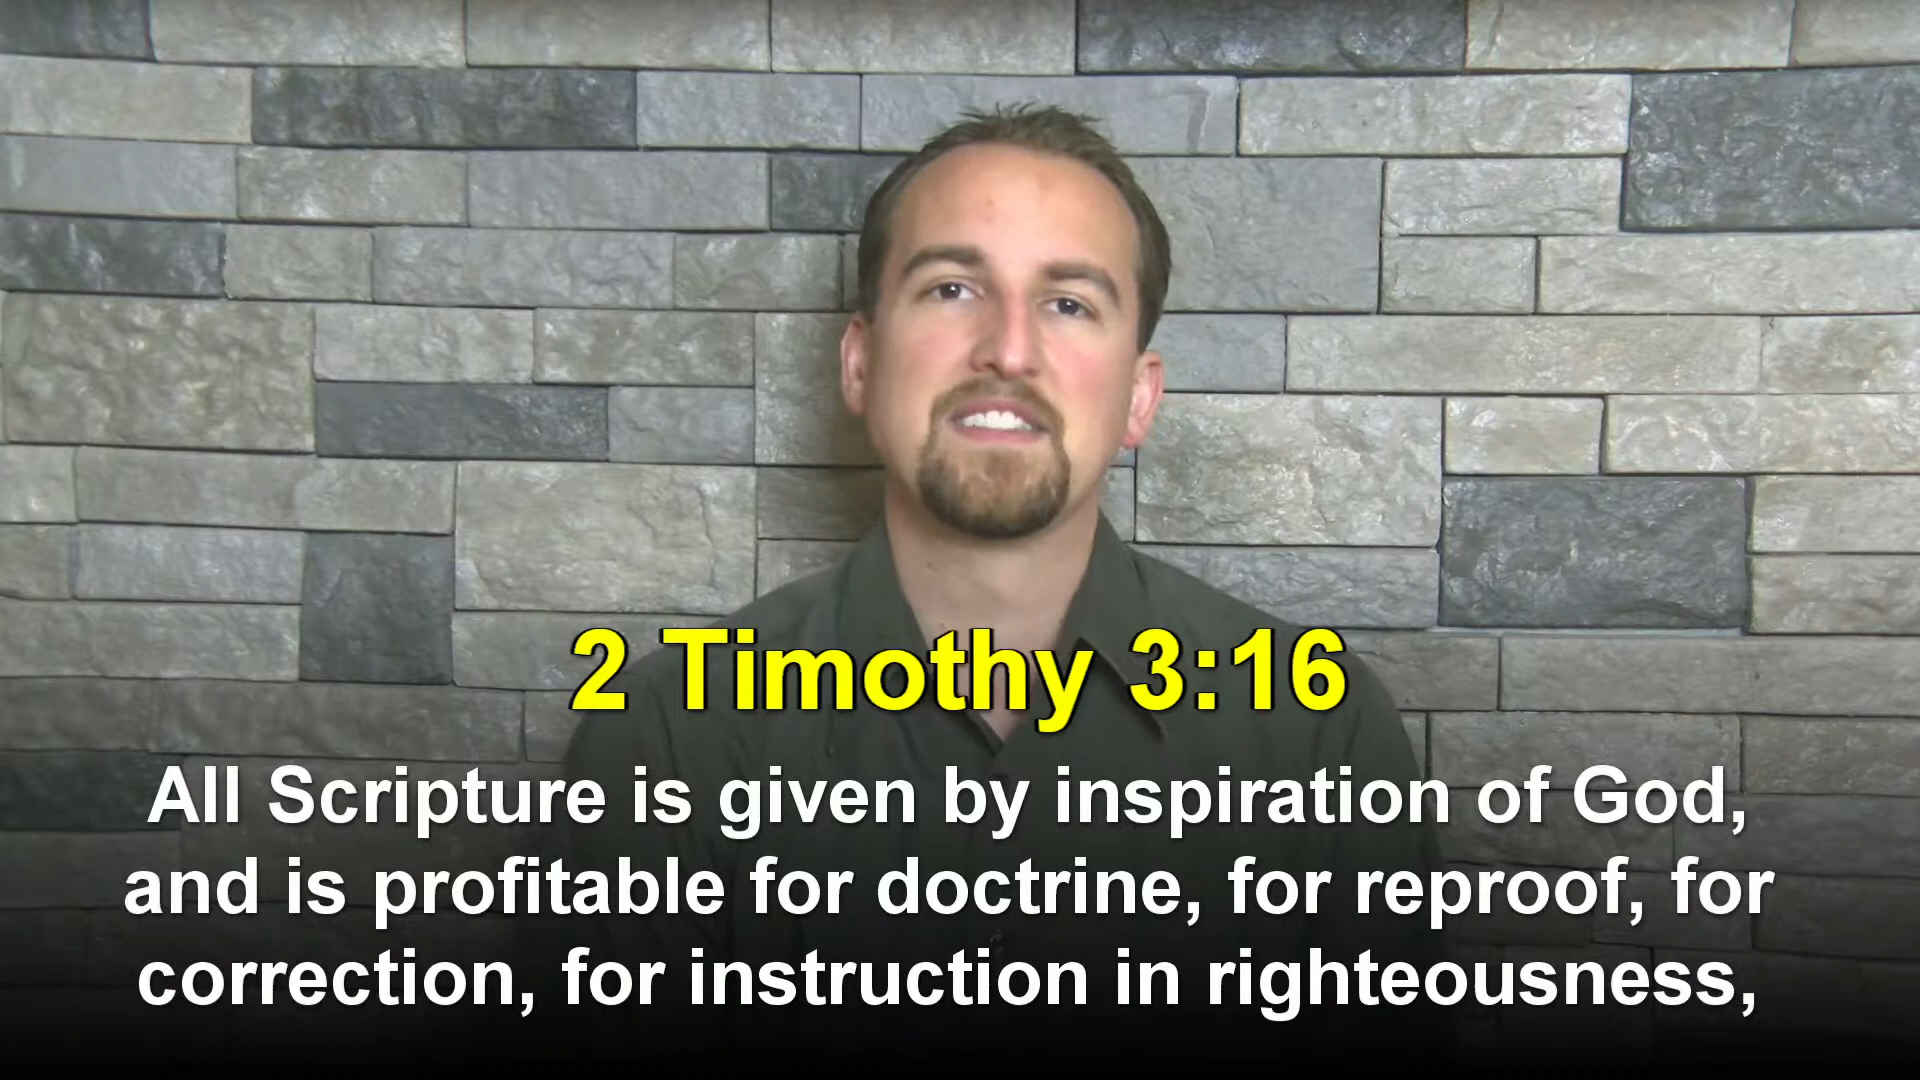 2 Timothy 3:16
All Scripture is given by inspiration of God,
and is profitable for doctrine, for reproof, for
correction, for instruction in righteousness,